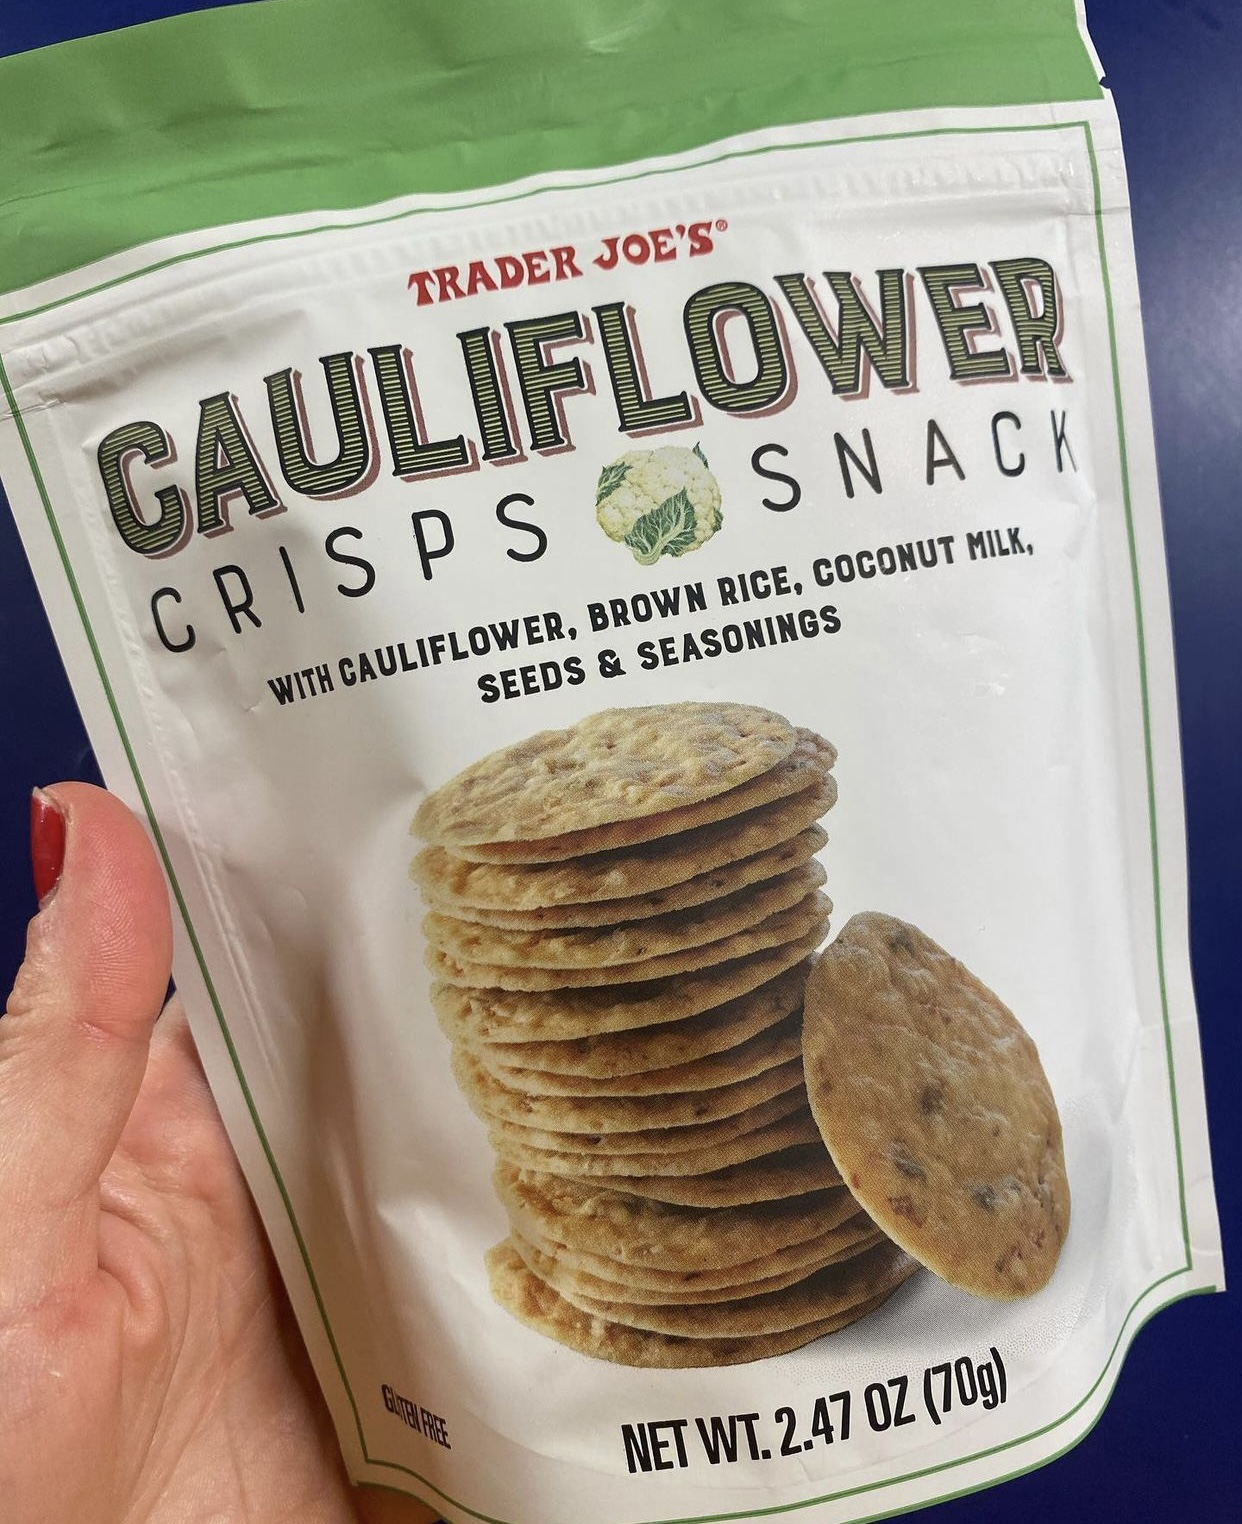 TRADER JOE'S®
CAULIFLOWER
CRISPS SNACK
WITH CAULIFLOWER, BROWN RICE, COCONUT MILK,
SEEDS & SEASONINGS
GLUTEN FREE
NET WT. 2.47 OZ (70g)